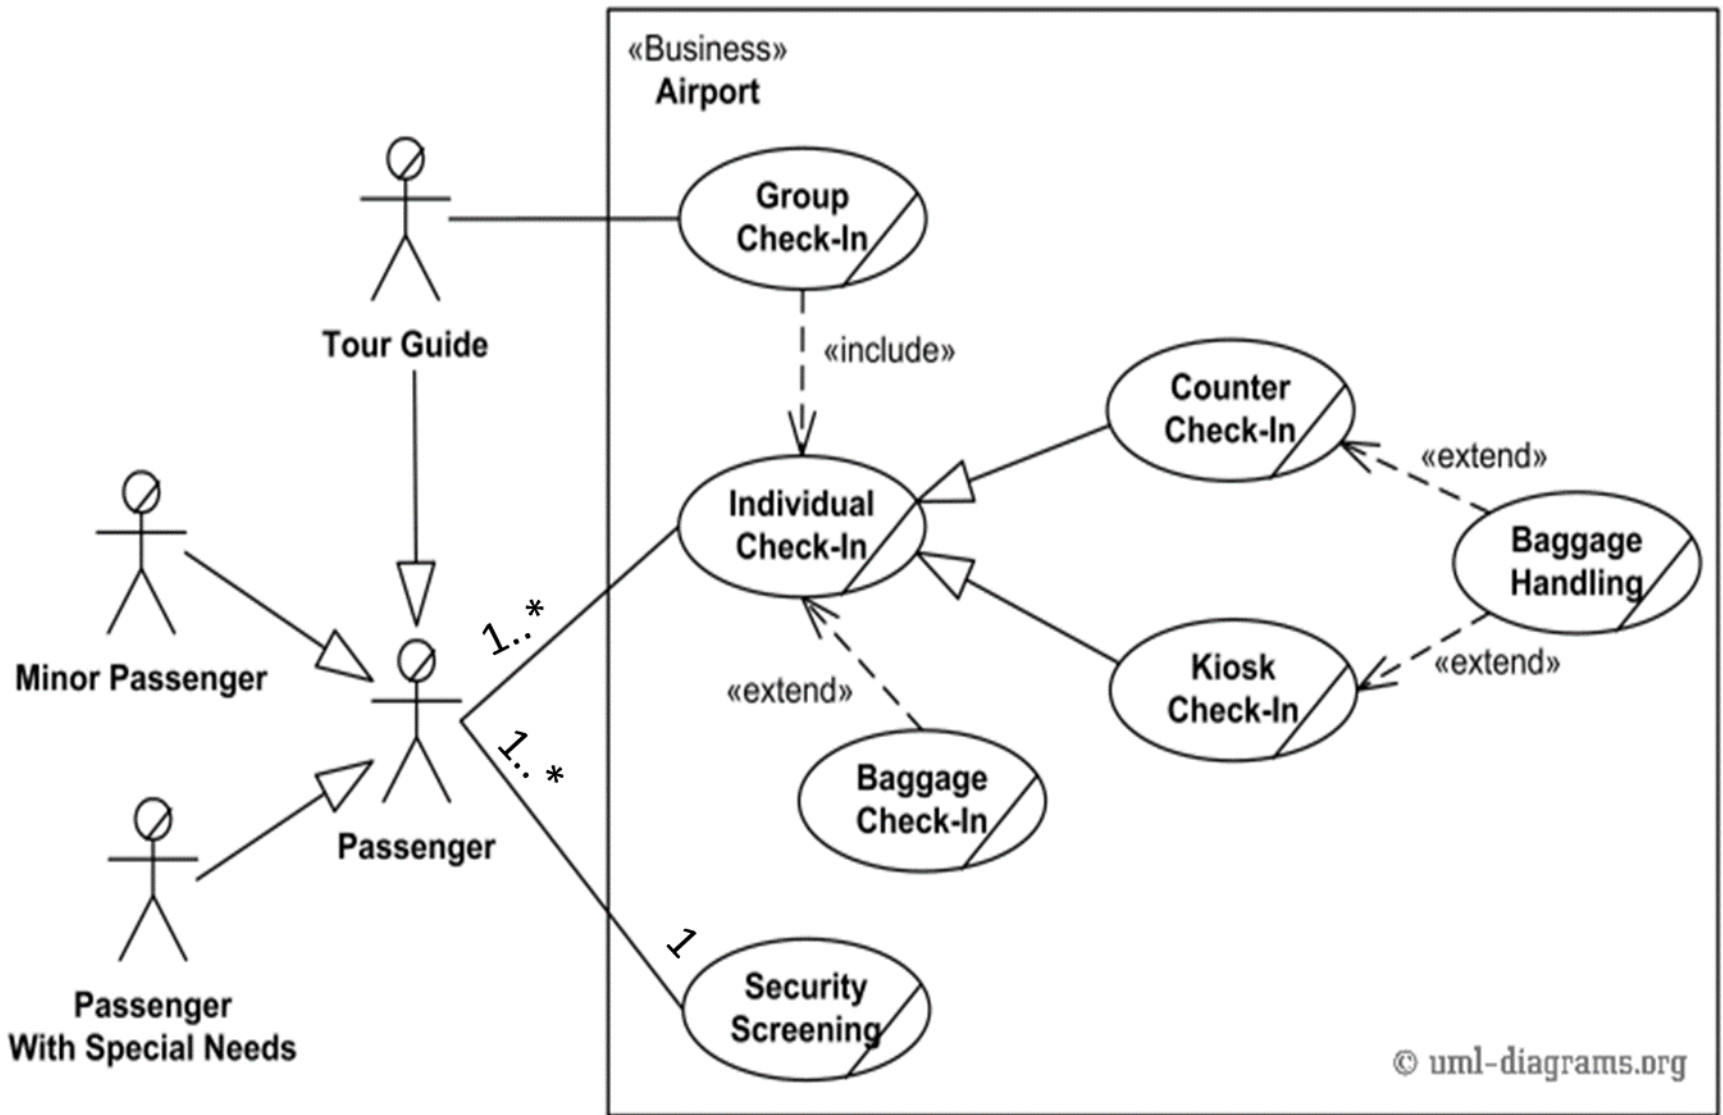 «Business»
Airport
Group
Check-In
Tour Guide
«include»
Counter
Check-In
«extend»
Individual
Check-In
Baggage
Handling
1..*
Minor Passenger
«extend»
Kiosk
Check-In
«extend»
1..*
Baggage
Check-In
Passenger
1
Security
Screening
Passenger
With Special Needs
© uml-diagrams.org